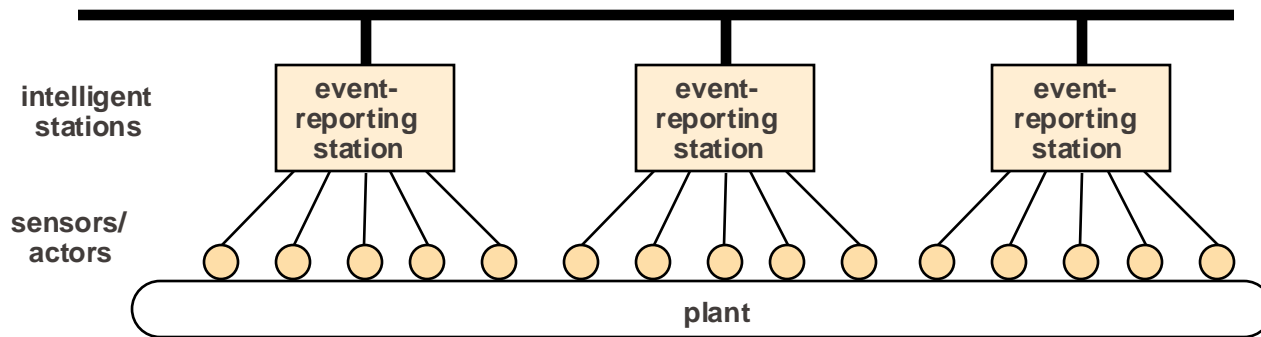 intelligent
stations
event-
reporting
station
event-
reporting
station
event-
reporting
station
sensors/
actors
plant